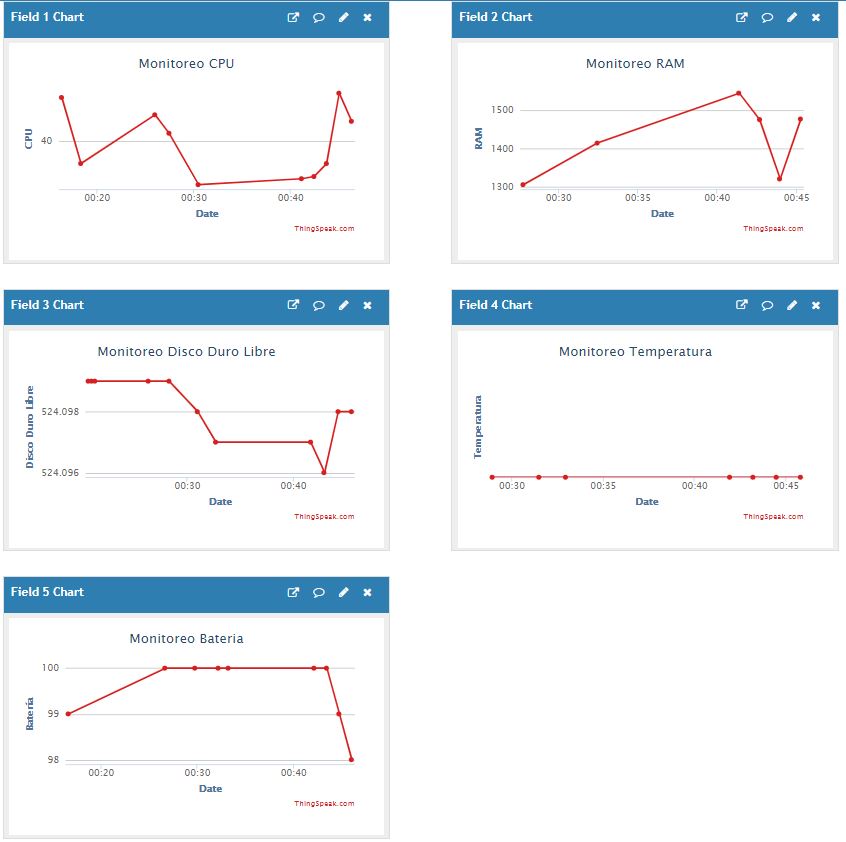 Field 1 Chart
Monitoreo CPU
CPU
40
00:20 00:30 00:40
Date
ThingSpeak.com
Field 2 Chart
Monitoreo RAM
RAM
1500
1400
1300
00:30 00:35 00:40 00:45
Date
ThingSpeak.com
Field 3 Chart
Monitoreo Disco Duro Libre
Disco Duro Libre
524.098
524.096
00:30 00:40
Date
ThingSpeak.com
Field 4 Chart
Monitoreo Temperatura
Temperatura
00:30 00:35 00:40 00:45
Date
ThingSpeak.com
Field 5 Chart
Monitoreo Bateria
Batería
100
99
98
00:20 00:30 00:40
Date
ThingSpeak.com